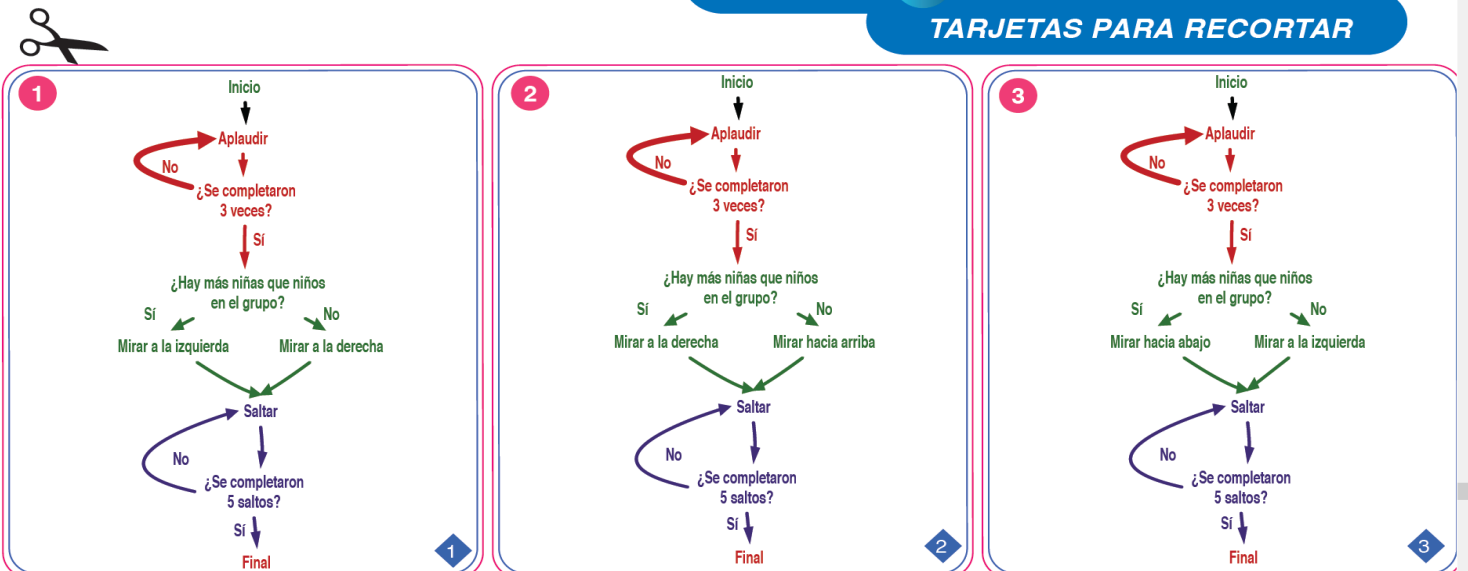 TARJETAS PARA RECORTAR
1
Inicio
Aplaudir
No
¿Se completaron
3 veces?
Sí
¿Hay más niñas que niños
en el grupo?
Sí
No
Mirar a la izquierda
Mirar a la derecha
Saltar
No
¿Se completaron
5 saltos?
Sí
Final
1
2
Inicio
Aplaudir
No
¿Se completaron
3 veces?
Sí
¿Hay más niñas que niños
en el grupo?
Sí
No
Mirar a la derecha
Mirar hacia arriba
Saltar
No
¿Se completaron
5 saltos?
Sí
Final
2
3
Inicio
Aplaudir
No
¿Se completaron
3 veces?
Sí
¿Hay más niñas que niños
en el grupo?
Sí
No
Mirar hacia abajo
Mirar a la izquierda
Saltar
No
¿Se completaron
5 saltos?
Sí
Final
3